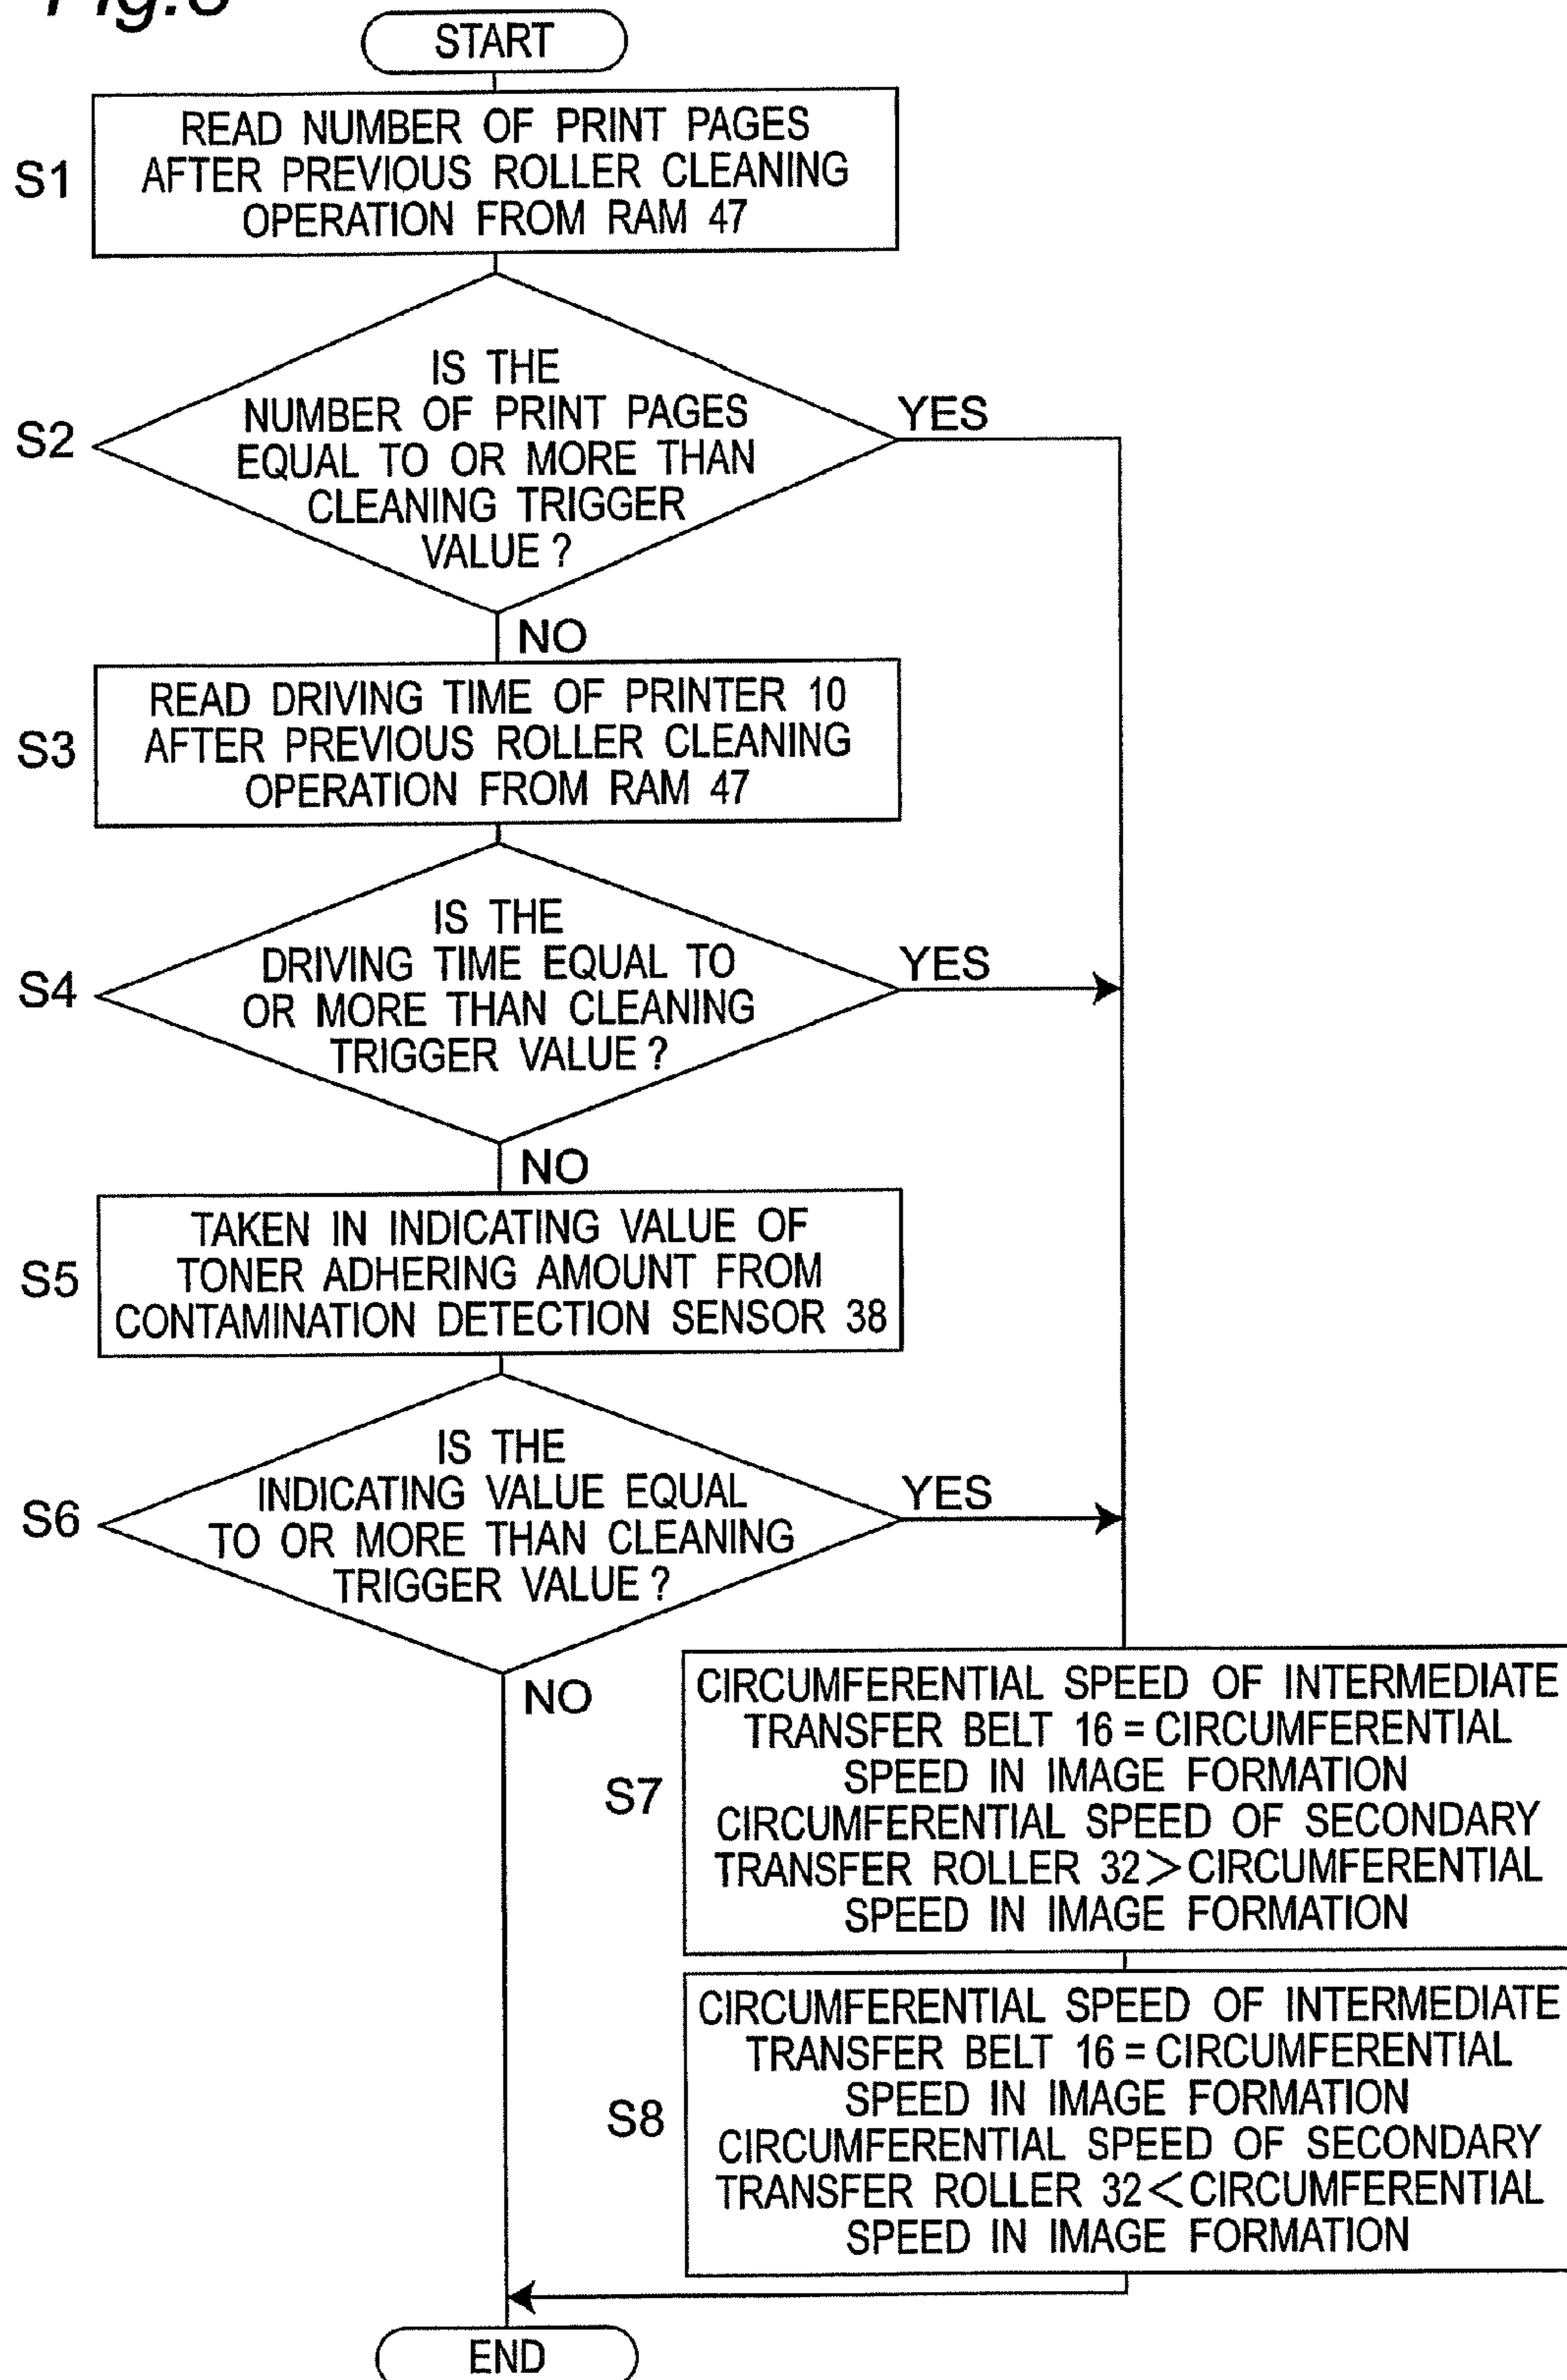 START
READ NUMBER OF PRINT PAGES
AFTER PREVIOUS ROLLER CLEANING
OPERATION FROM RAM 47
S1
IS THE
NUMBER OF PRINT PAGES
EQUAL TO OR MORE THAN
CLEANING TRIGGER
VALUE ?
S2
YES
NO
READ DRIVING TIME OF PRINTER 10
AFTER PREVIOUS ROLLER CLEANING
OPERATION FROM RAM 47
S3
IS THE
DRIVING TIME EQUAL TO
OR MORE THAN CLEANING
TRIGGER VALUE ?
S4
YES
NO
TAKEN IN INDICATING VALUE OF
TONER ADHERING AMOUNT FROM
CONTAMINATION DETECTION SENSOR 38
S5
IS THE
INDICATING VALUE EQUAL
TO OR MORE THAN CLEANING
TRIGGER VALUE ?
S6
YES
NO
CIRCUMFERENTIAL SPEED OF INTERMEDIATE
TRANSFER BELT 16 = CIRCUMFERENTIAL
SPEED IN IMAGE FORMATION
CIRCUMFERENTIAL SPEED OF SECONDARY
TRANSFER ROLLER 32 > CIRCUMFERENTIAL
SPEED IN IMAGE FORMATION
S7
CIRCUMFERENTIAL SPEED OF INTERMEDIATE
TRANSFER BELT 16 = CIRCUMFERENTIAL
SPEED IN IMAGE FORMATION
CIRCUMFERENTIAL SPEED OF SECONDARY
TRANSFER ROLLER 32 < CIRCUMFERENTIAL
SPEED IN IMAGE FORMATION
S8
END